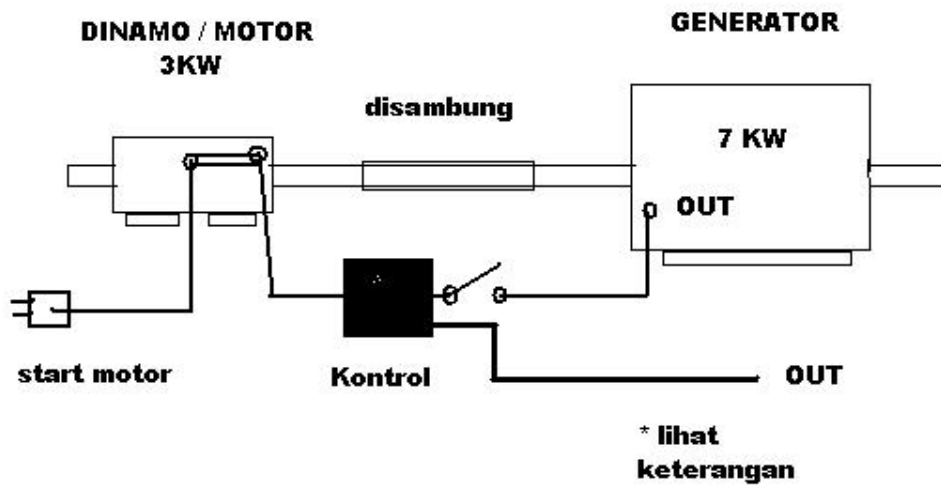 DINAMO / MOTOR
3KW
GENERATOR
disambung
7 KW
OUT
start motor
Kontrol
OUT
* lihat
keterangan